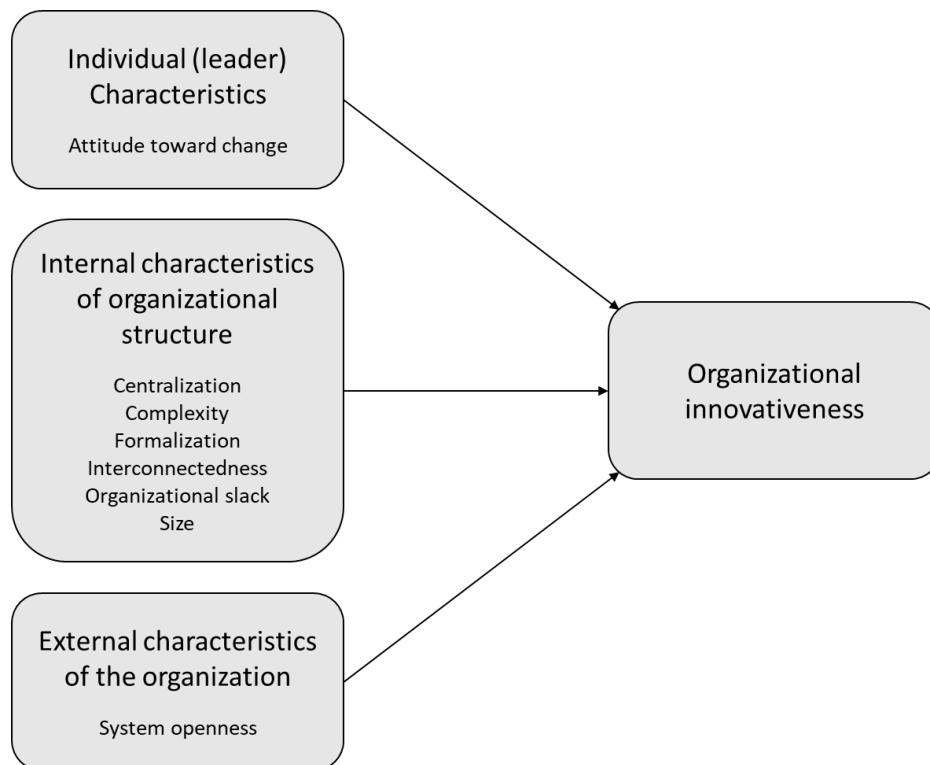 Individual (leader)
Characteristics
Attitude toward change
Internal characteristics
of organizational
structure
Centralization
Complexity
Formalization
Interconnectedness
Organizational slack
Size
External characteristics
of the organization
System openness
Organizational
innovativeness